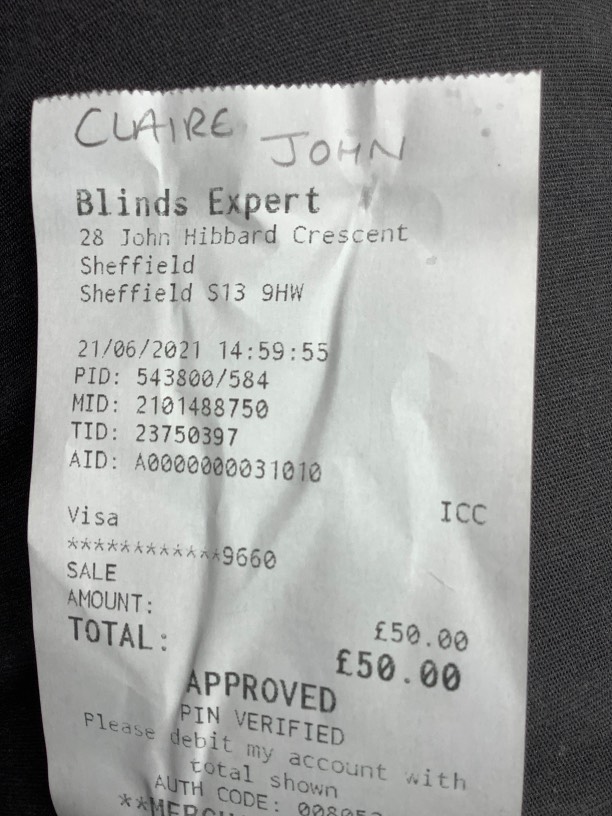 CLAIRE JOHN
Blinds Expert
28 John Hibbard Crescent
Sheffield
Sheffield S13 9HW
21/06/2021 14:59:55
PID: 543800/584
MID: 2101488750
TID: 23750397
AID: A0000000031010
Visa ICC
************9660
SALE
AMOUNT: £50.00
TOTAL: £50.00
APPROVED
PIN VERIFIED
Please debit my account with
total shown
AUTH CODE: